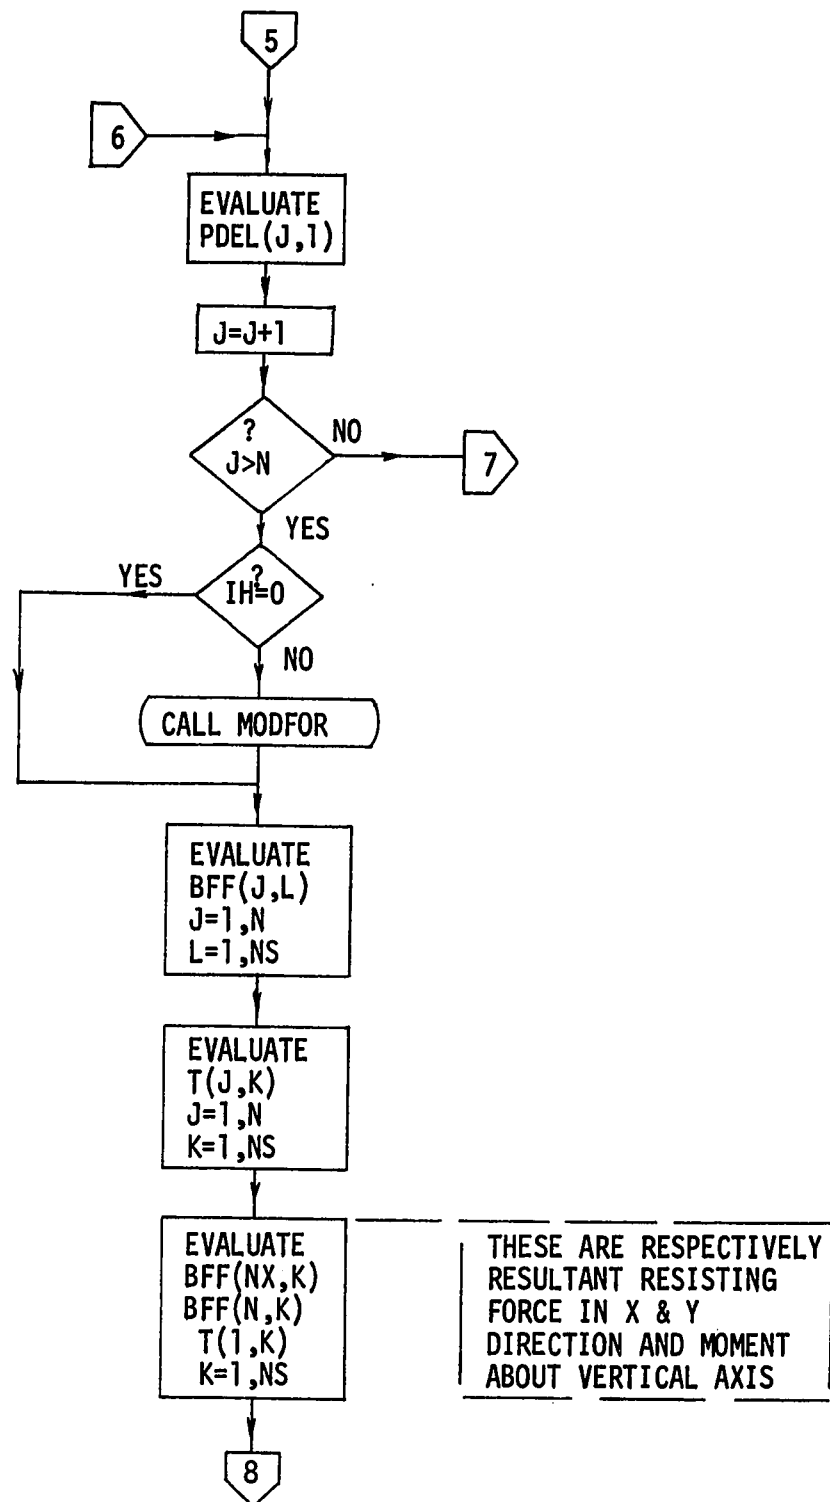 5
6
EVALUATE
PDEL(J,1)
J=J+1
?
J>N
NO
7
YES
?
IH=0
YES
NO
CALL MODFOR
EVALUATE
BFF(J,L)
J=1,N
L=1,NS
EVALUATE
T(J,K)
J=1,N
K=1,NS
EVALUATE
BFF(NX,K)
BFF(N,K)
T(1,K)
K=1,NS
THESE ARE RESPECTIVELY
RESULTANT RESISTING
FORCE IN X & Y
DIRECTION AND MOMENT
ABOUT VERTICAL AXIS
8